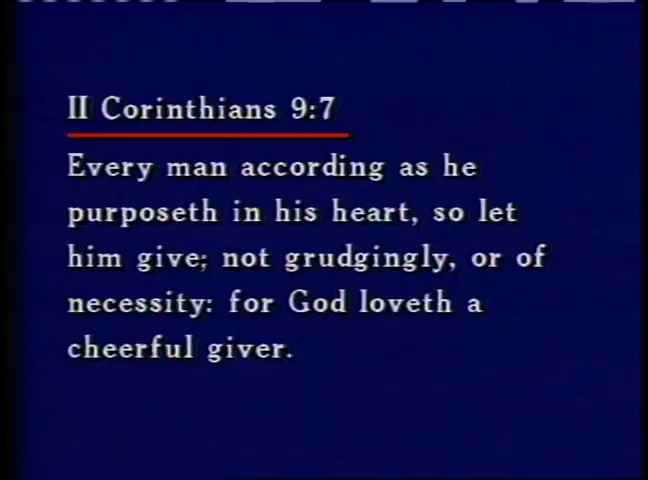 II Corinthians 9:7
Every man according as he
purposeth in his heart, so let
him give; not grudgingly, or of
necessity: for God loveth a
cheerful giver.